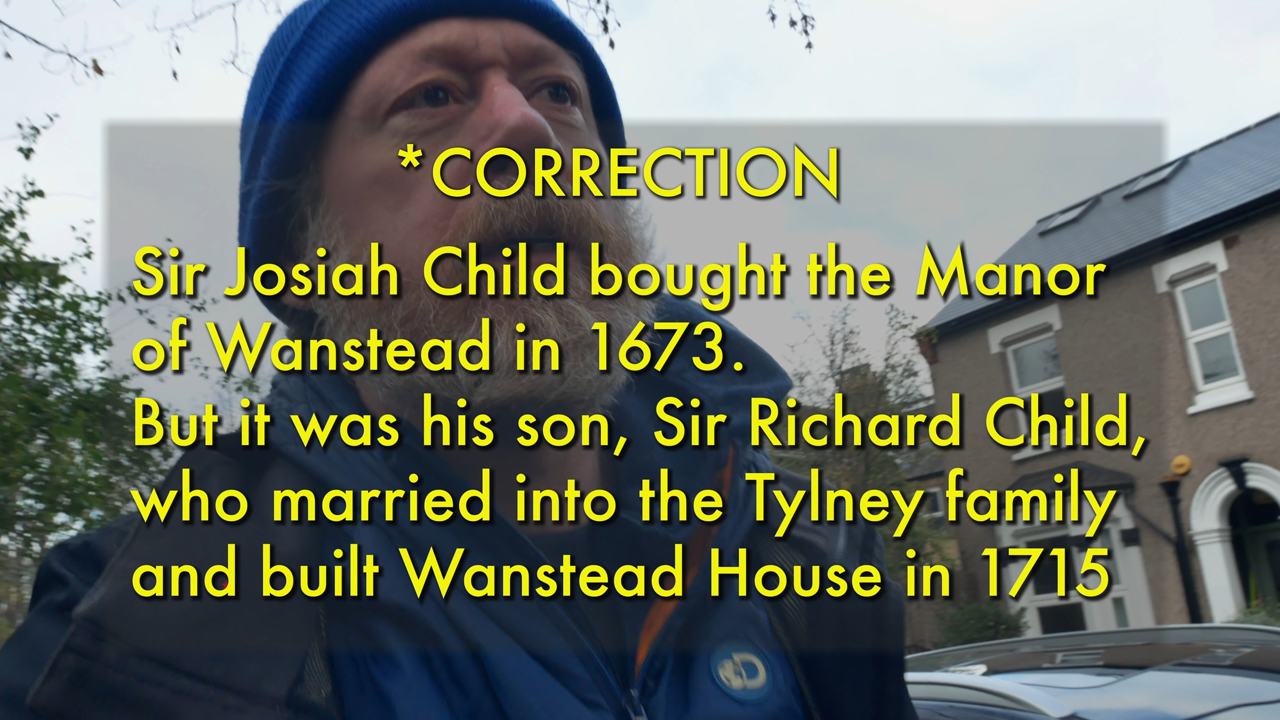 *CORRECTION
Sir Josiah Child bought the Manor
of Wanstead in 1673.
But it was his son, Sir Richard Child,
who married into the Tylney family
and built Wanstead House in 1715